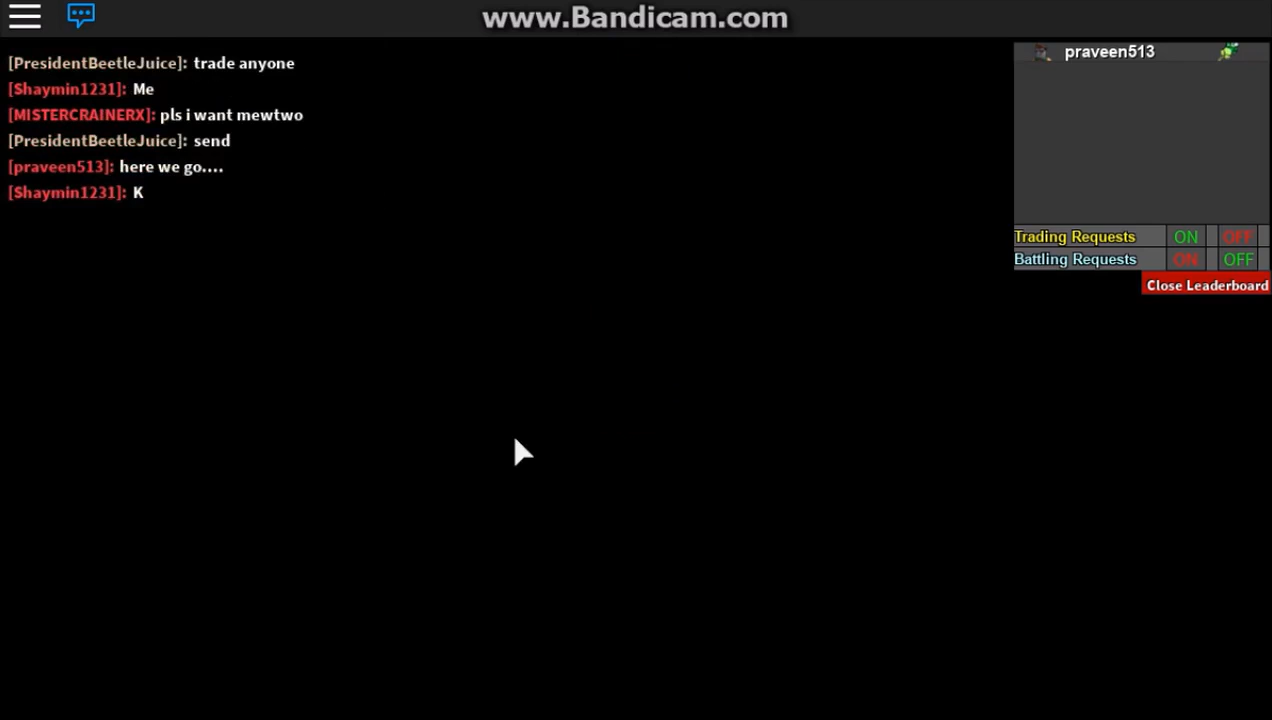 www.Bandicam.com
[PresidentBeetleJuice]: trade anyone
[Shaymin1231]: Me
[MISTERCRAINERX]: pls i want mewtwo
[PresidentBeetleJuice]: send
[praveen513]: here we go....
[Shaymin1231]: K
praveen513
Trading Requests ON OFF
Battling Requests ON OFF
Close Leaderboard